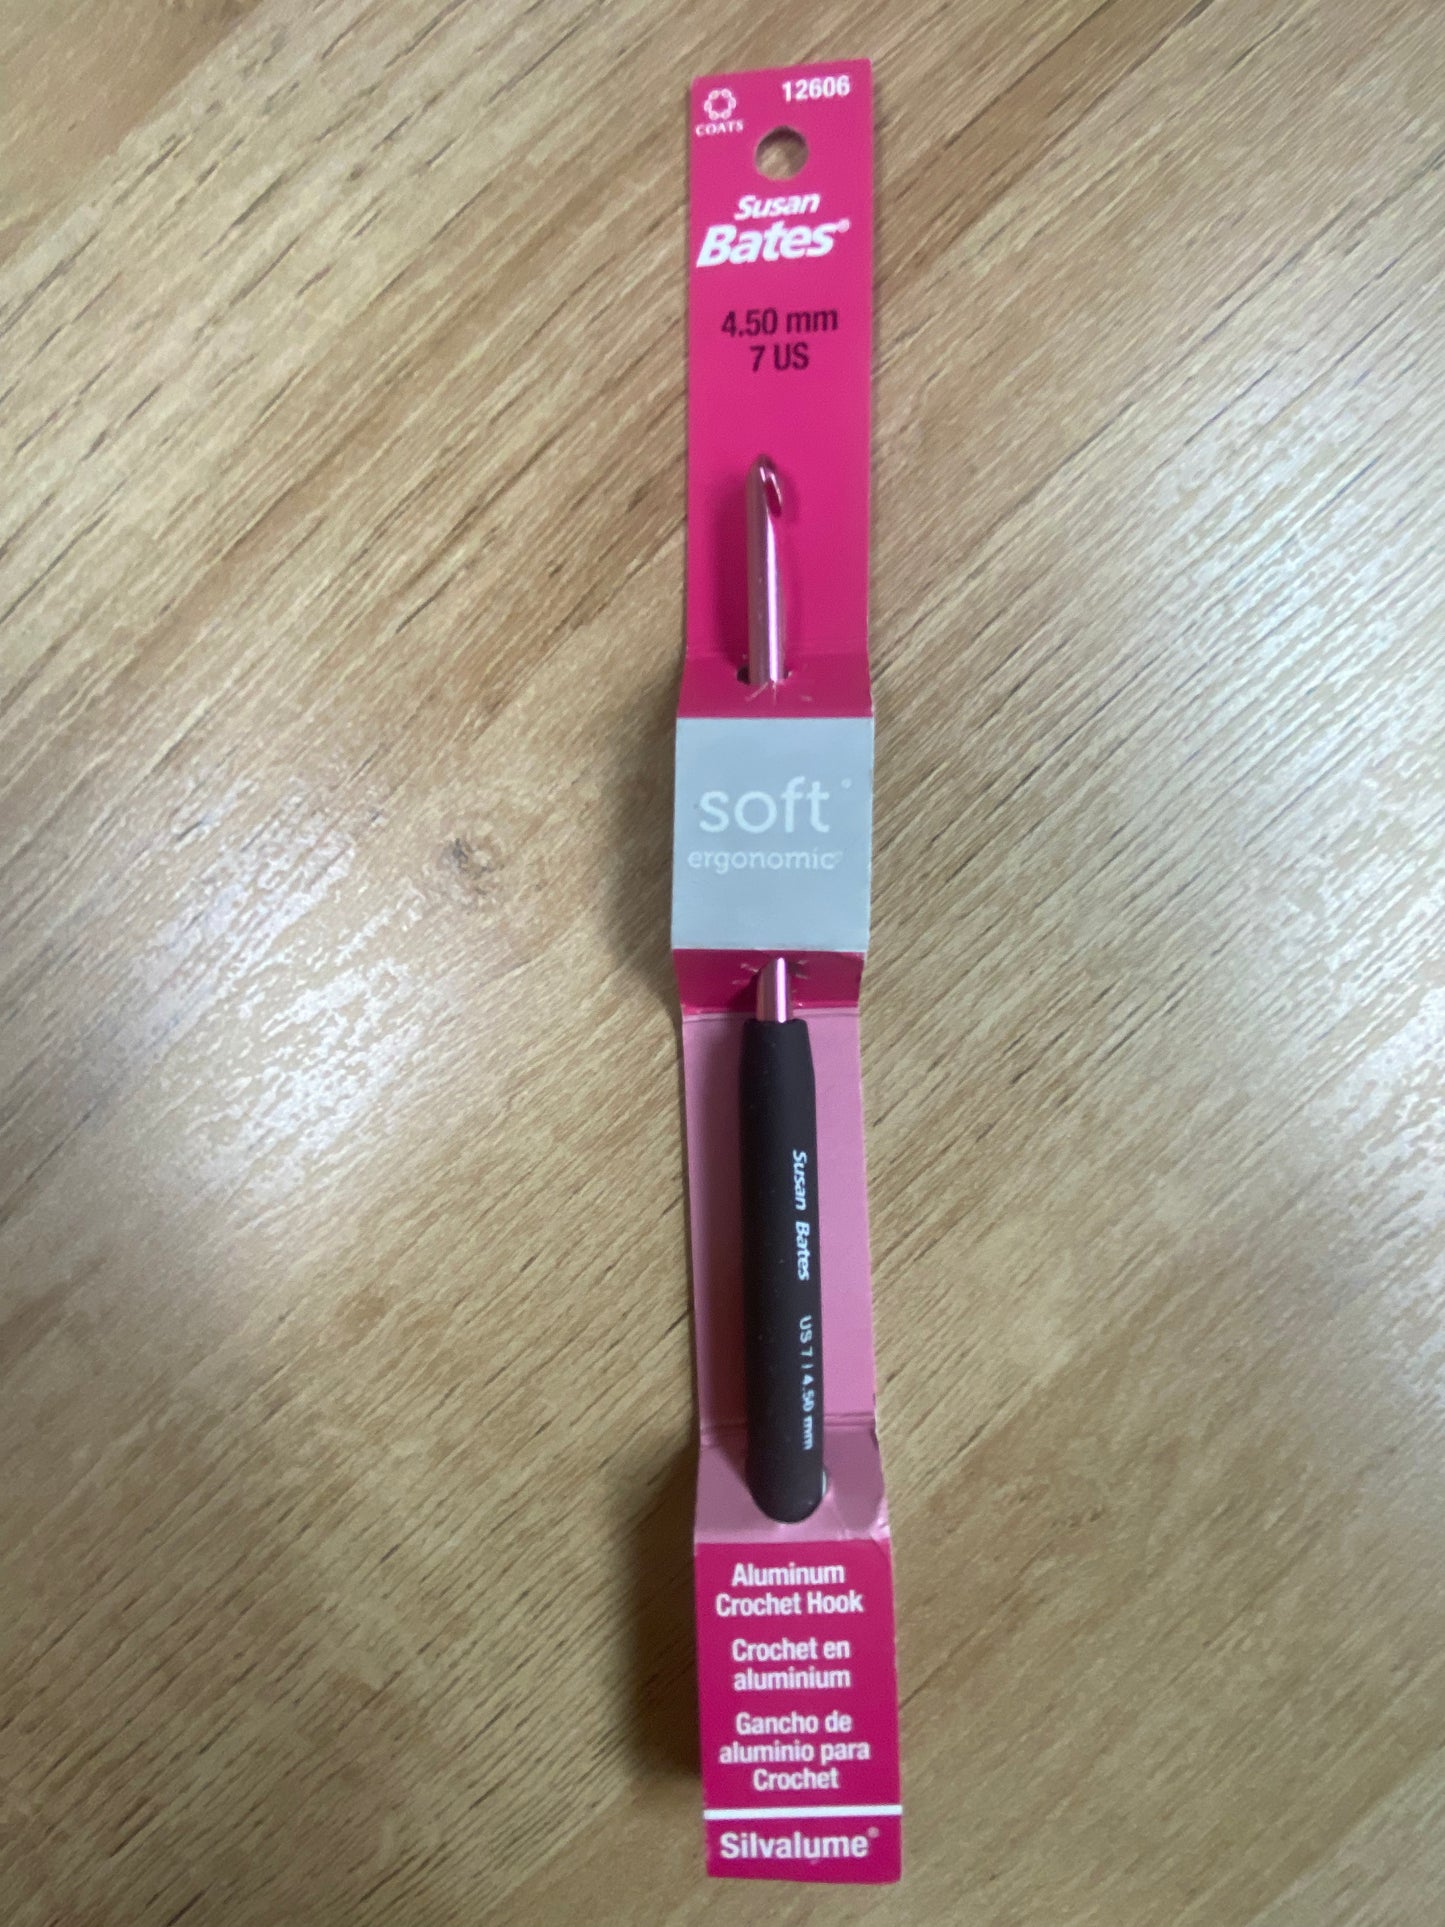 12606
COATS
Susan
Bates®
4.50 mm
7 US
soft®
ergonomic®
Susan Bates US 7 | 4.50 mm
Aluminum
Crochet Hook
Crochet en
aluminium
Gancho de
aluminio para
Crochet
Silvalume®